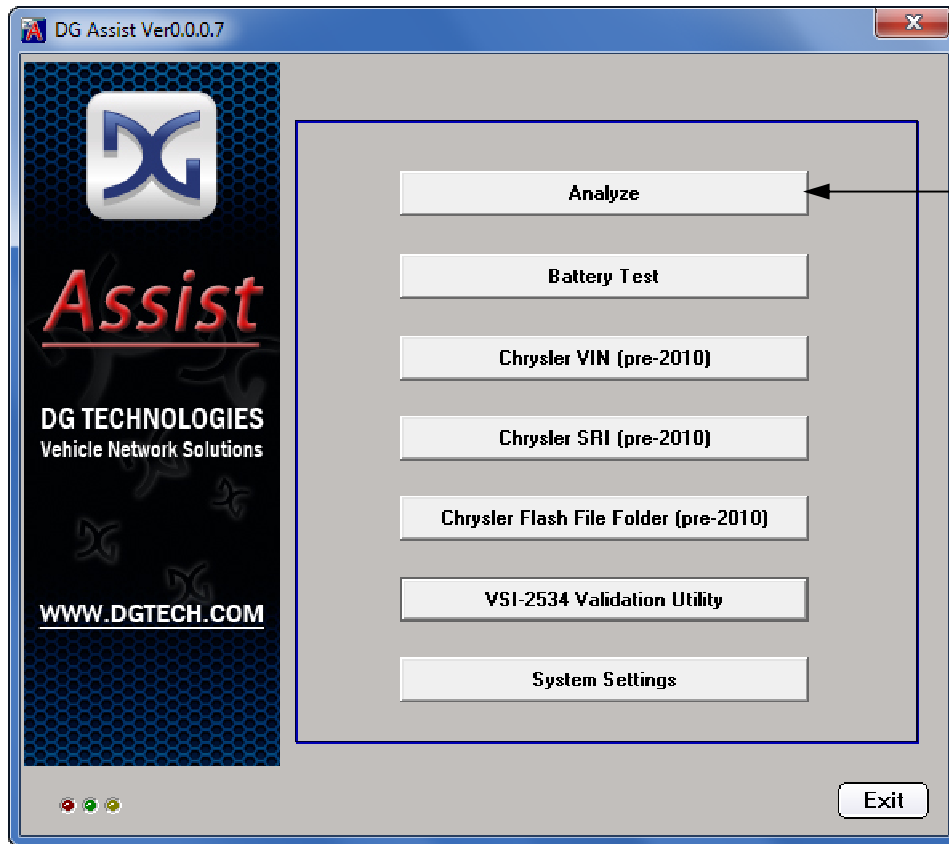 DG Assist Ver0.0.0.7
x
DG
Assist
DG TECHNOLOGIES
Vehicle Network Solutions
WWW.DGTECH.COM
Analyze
Battery Test
Chrysler VIN (pre-2010)
Chrysler SRI (pre-2010)
Chrysler Flash File Folder (pre-2010)
VSI-2534 Validation Utility
System Settings
Exit